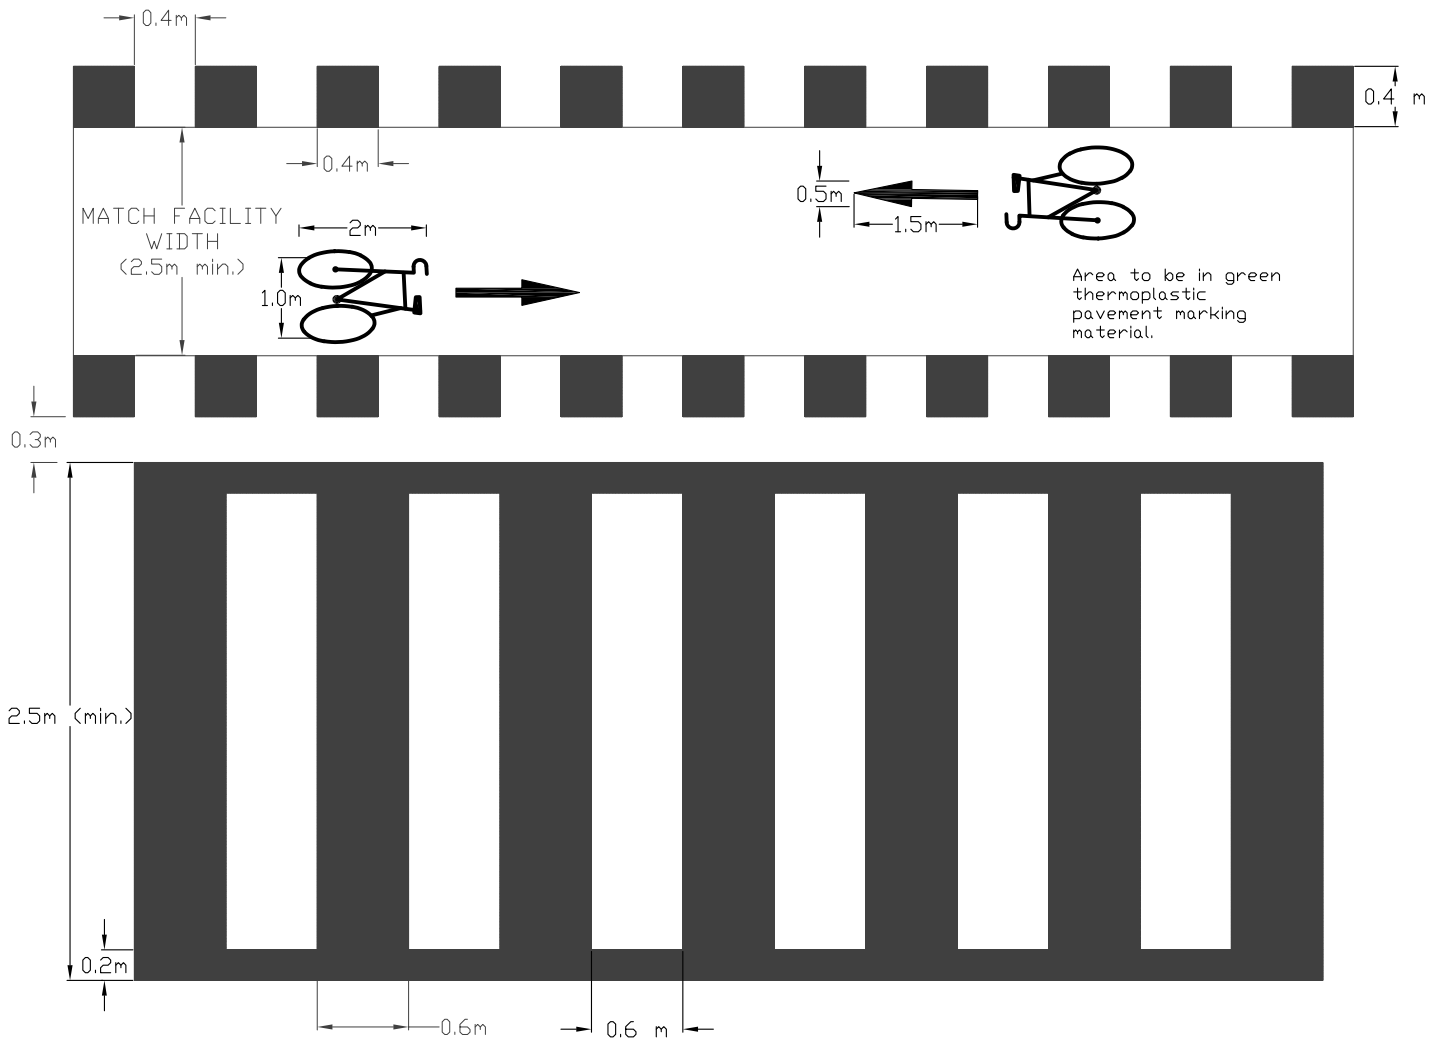 0.4m
0.4 m
0.4m
0.5m
1.5m
MATCH FACILITY
WIDTH
(2.5m min.)
2m
1.0m
Area to be in green
thermoplastic
pavement marking
material.
0.3m
2.5m (min.)
0.2m
0.6m
0.6 m